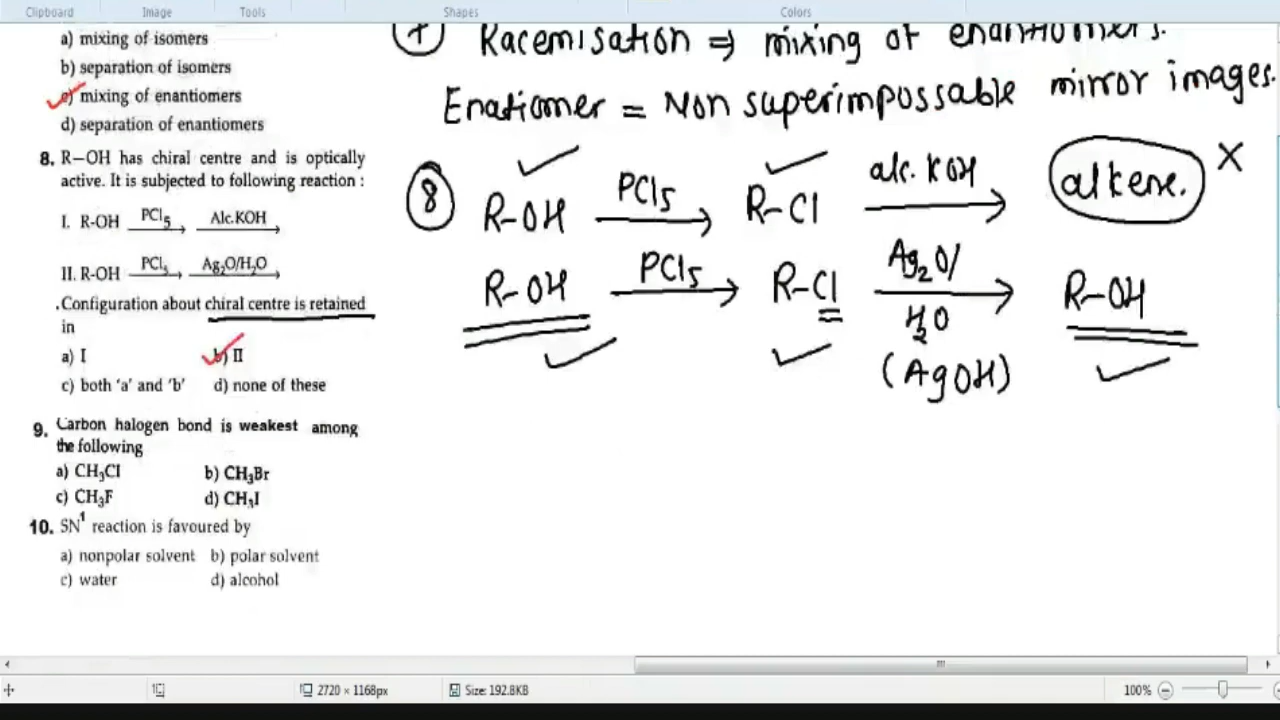 Clipboard Image Tools Shapes Colors
a) mixing of isomers
b) separation of isomers
c) mixing of enantiomers
d) separation of enantiomers
8. R–OH has chiral centre and is optically
active. It is subjected to following reaction :
I. R-OH PCl5 Alc.KOH
II. R-OH PCl5 Ag2O/H2O
.Configuration about chiral centre is retained
in
a) I b) II
c) both 'a' and 'b' d) none of these
9. Carbon halogen bond is weakest among
the following
a) CH3Cl b) CH3Br
c) CH3F d) CH3I
10. SN1 reaction is favoured by
a) nonpolar solvent b) polar solvent
c) water d) alcohol
7 Racemisation ⇒ mixing of enantiomers.
Enatiomer = Non superimpossable mirror images.
8 R–OH PCl5 → R–Cl alc. KOH → alkene. X
R–OH PCl5 → R–Cl Ag2O/ H2O → R–OH
(AgOH)
2720 × 1168px Size: 192.8KB 100%